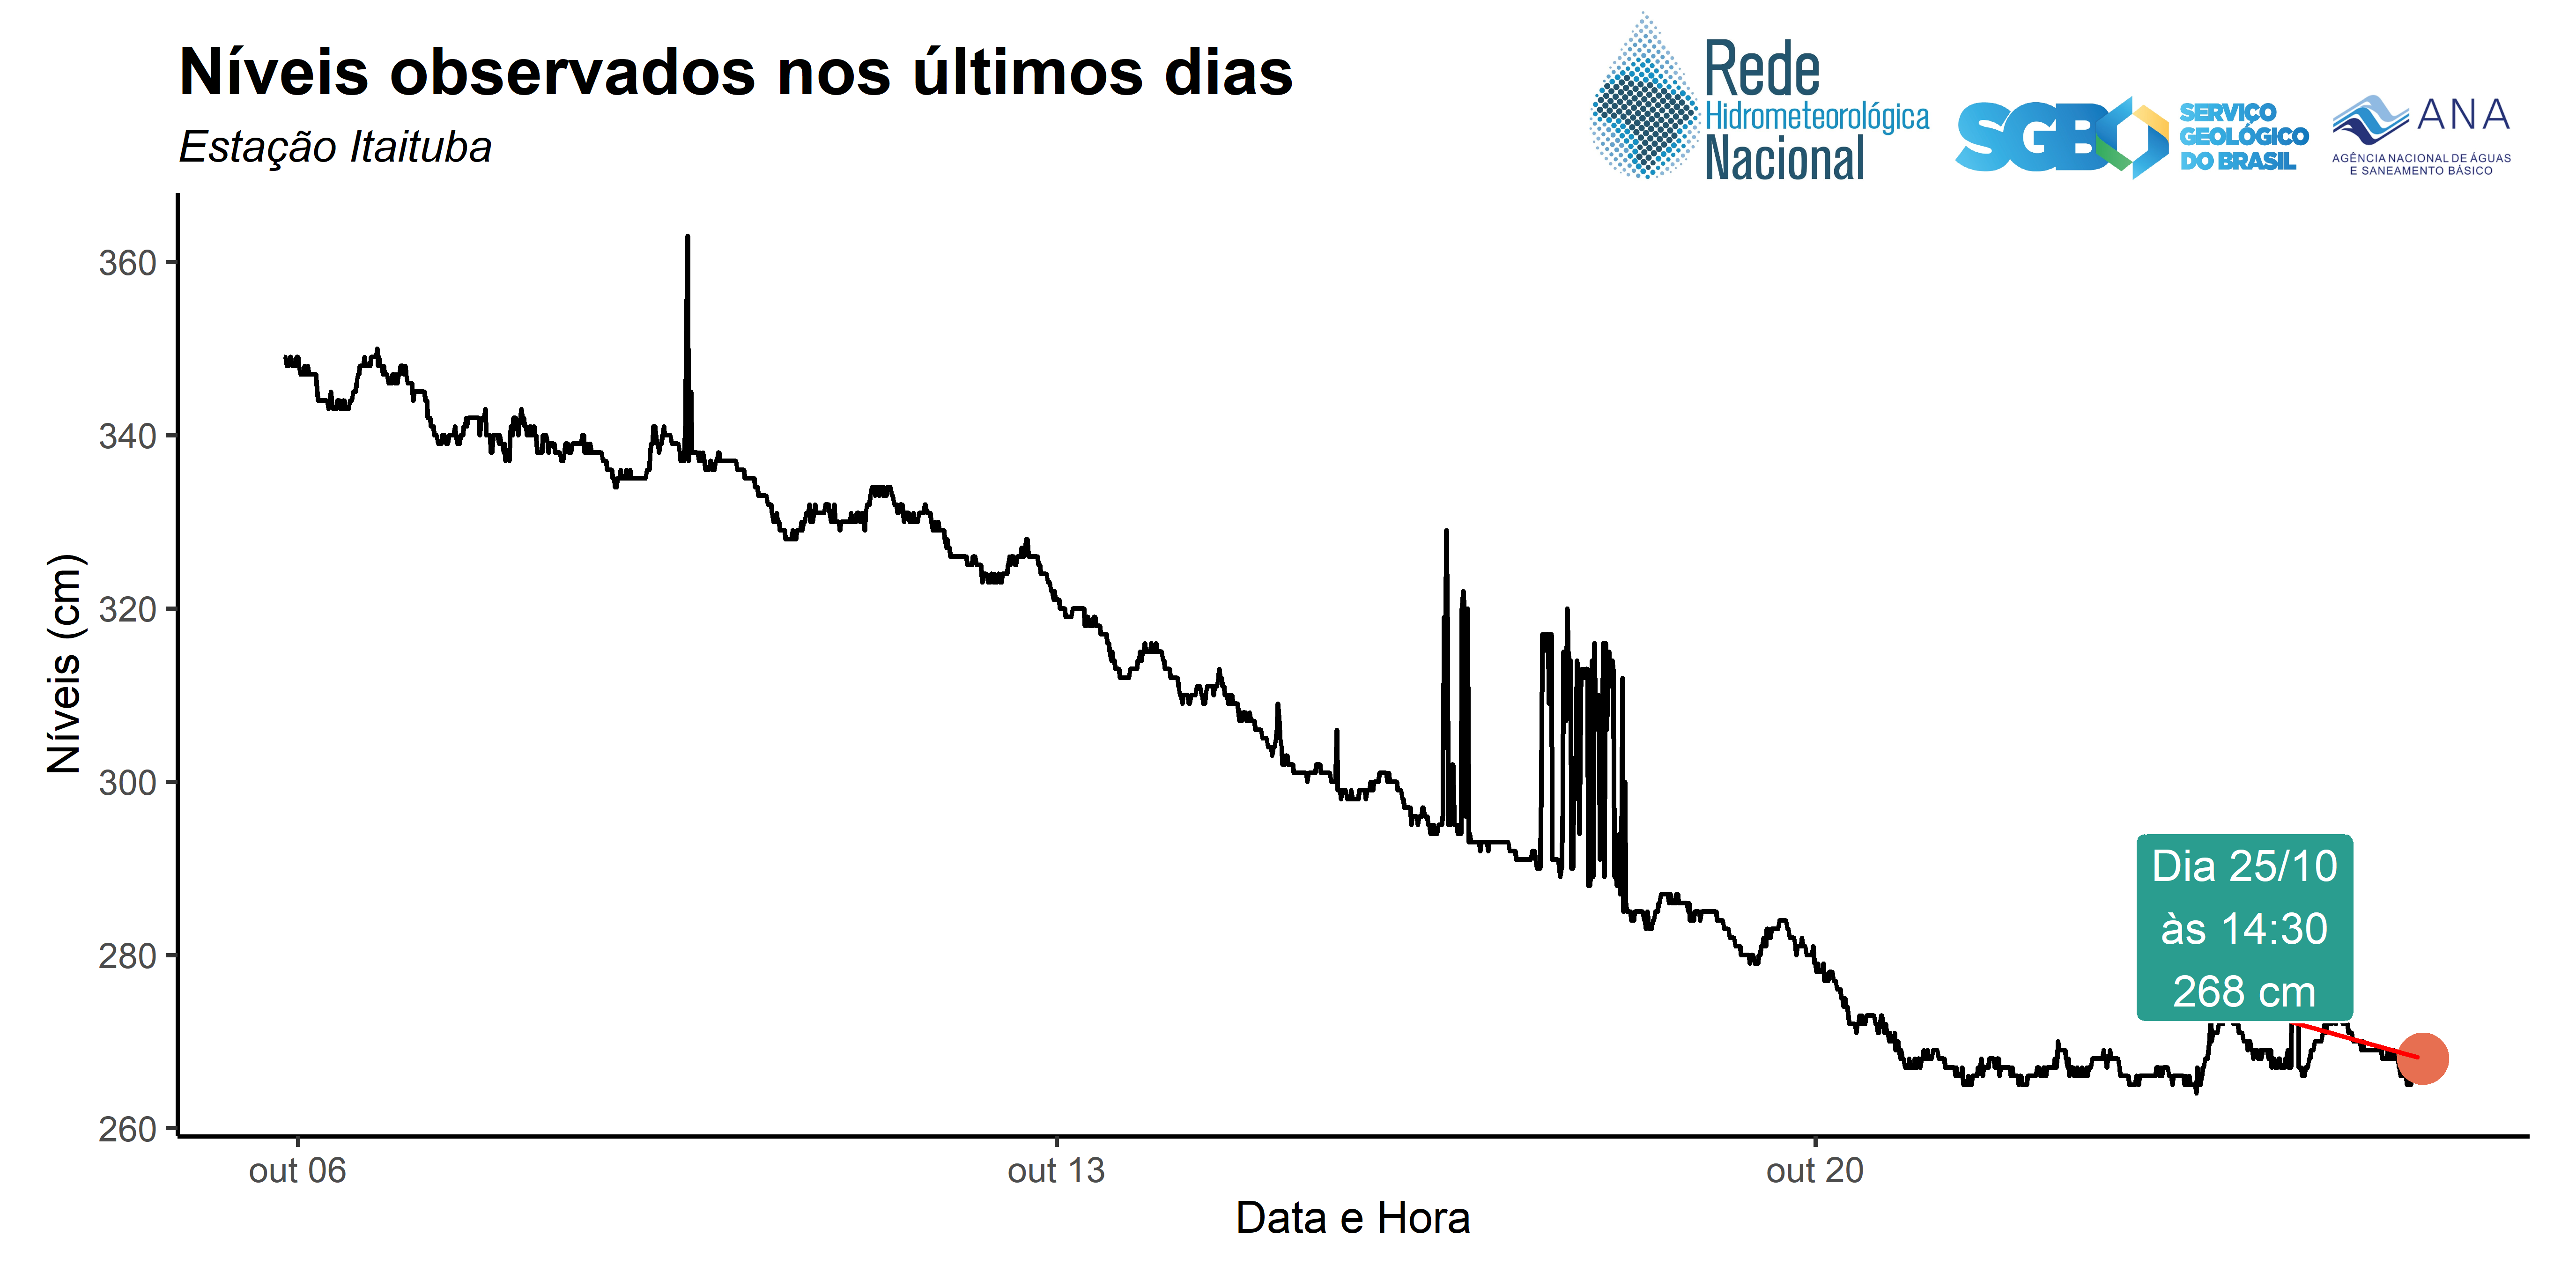 Níveis observados nos últimos dias
Estação Itaituba
Rede
Hidrometeorológica
Nacional
SGB
SERVIÇO
GEOLÓGICO
DO BRASIL
ANA
AGÊNCIA NACIONAL DE ÁGUAS
E SANEAMENTO BÁSICO
Níveis (cm)
360
340
320
300
280
260
Dia 25/10
às 14:30
268 cm
out 06
out 13
out 20
Data e Hora